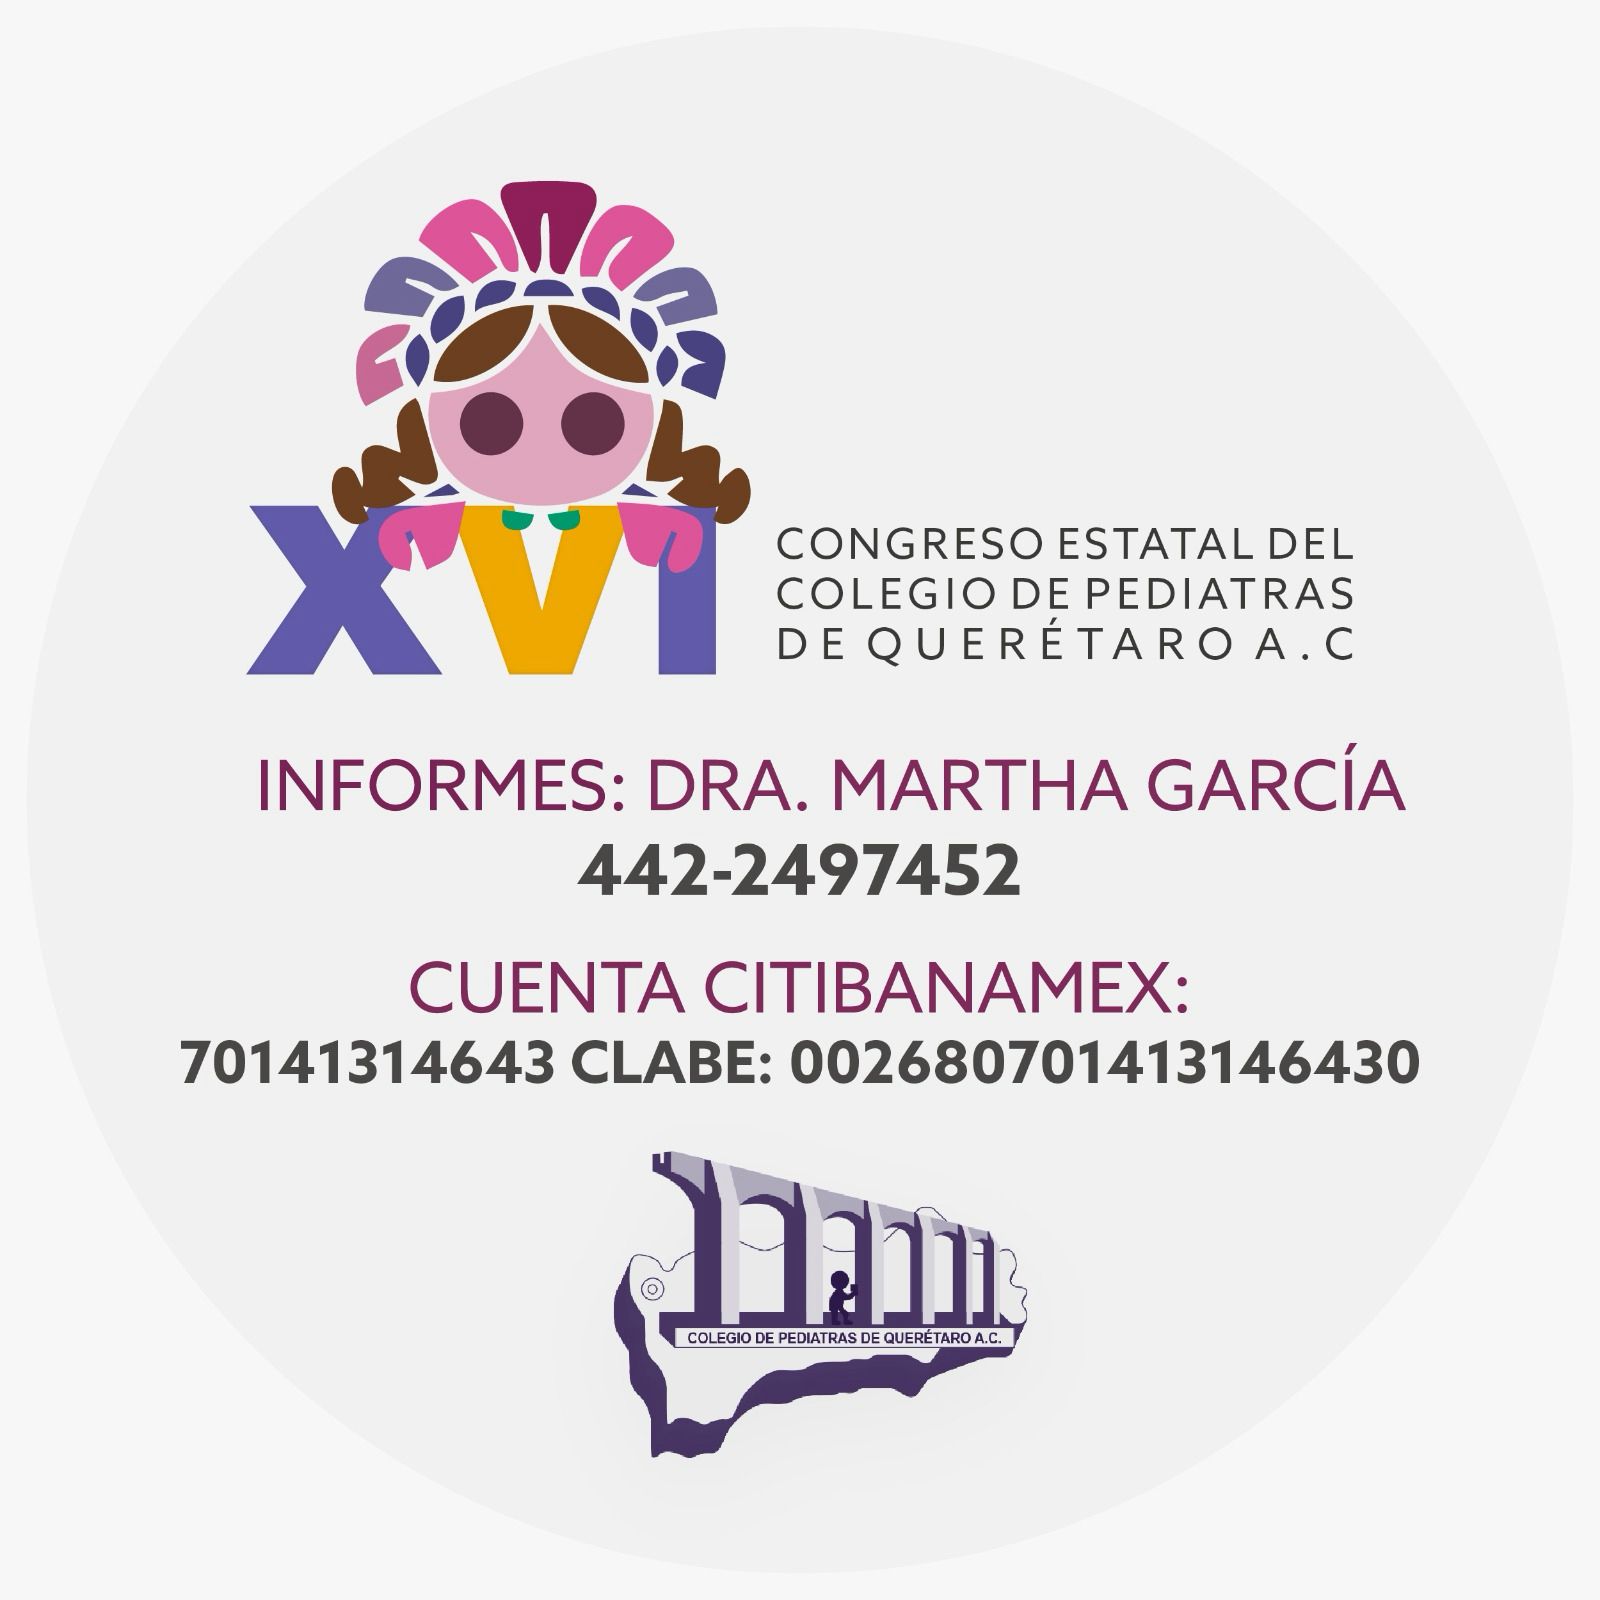 XVI
CONGRESO ESTATAL DEL
COLEGIO DE PEDIATRAS
DE QUERÉTARO A.C
INFORMES: DRA. MARTHA GARCÍA
442-2497452
CUENTA CITIBANAMEX:
70141314643 CLABE: 002680701413146430
COLEGIO DE PEDIATRAS DE QUERÉTARO A.C.